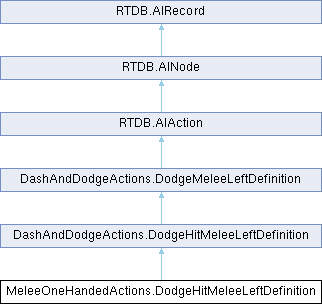 RTDB.AIRecord
RTDB.AINode
RTDB.AIAction
DashAndDodgeActions.DodgeMeleeLeftDefinition
DashAndDodgeActions.DodgeHitMeleeLeftDefinition
MeleeOneHandedActions.DodgeHitMeleeLeftDefinition